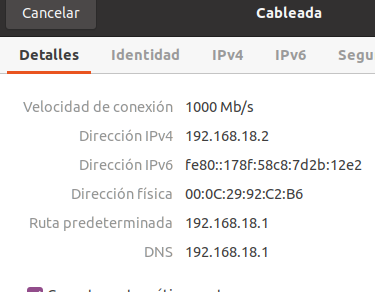 Cancelar Cableada
Detalles Identidad IPv4 IPv6 Segu
Velocidad de conexión 1000 Mb/s
Dirección IPv4 192.168.18.2
Dirección IPv6 fe80::178f:58c8:7d2b:12e2
Dirección física 00:0C:29:92:C2:B6
Ruta predeterminada 192.168.18.1
DNS 192.168.18.1